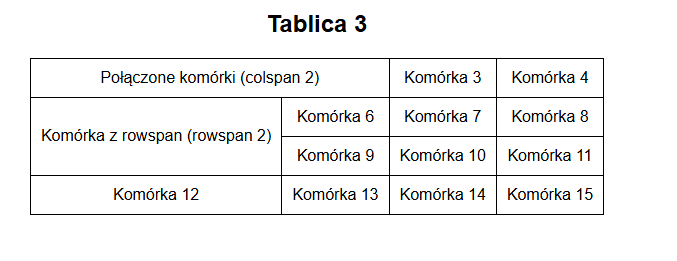 Tablica 3
Połączone komórki (colspan 2) Komórka 3 Komórka 4
Komórka z rowspan (rowspan 2) Komórka 6 Komórka 7 Komórka 8
Komórka 9 Komórka 10 Komórka 11
Komórka 12 Komórka 13 Komórka 14 Komórka 15